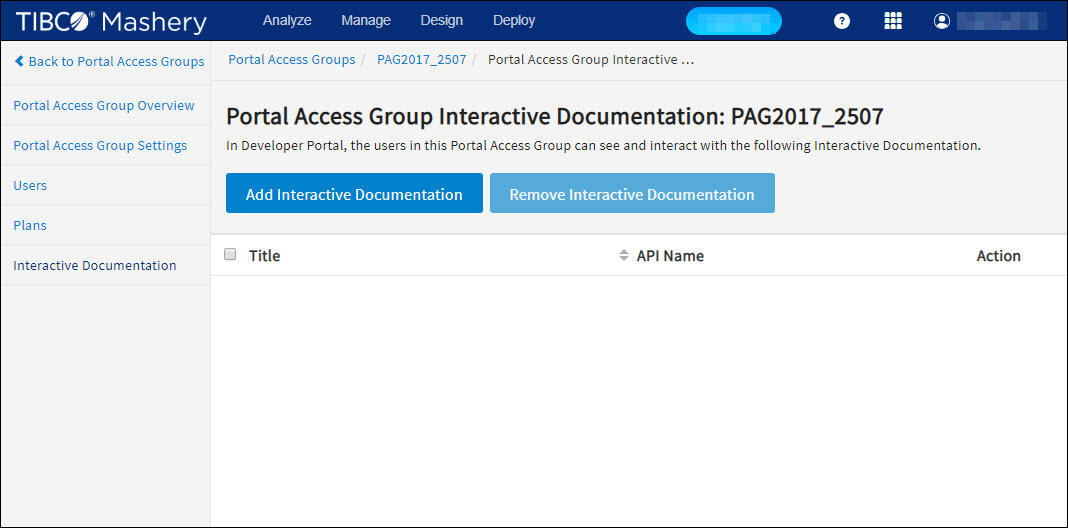 TIBCO® Mashery Analyze Manage Design Deploy ?
Back to Portal Access Groups
Portal Access Groups / PAG2017_2507 / Portal Access Group Interactive ...
Portal Access Group Overview
Portal Access Group Settings
Users
Plans
Interactive Documentation
Portal Access Group Interactive Documentation: PAG2017_2507
In Developer Portal, the users in this Portal Access Group can see and interact with the following Interactive Documentation.
Add Interactive Documentation Remove Interactive Documentation
Title API Name Action